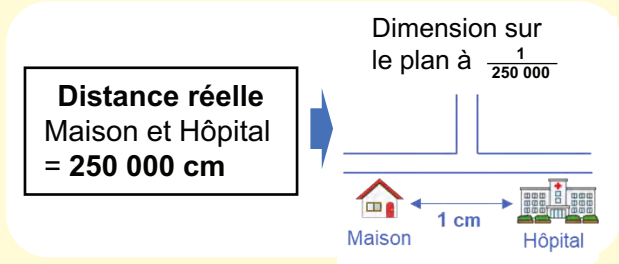 Distance réelle
Maison et Hôpital
= 250 000 cm
Dimension sur
le plan à 1/250 000
1 cm
Maison
Hôpital